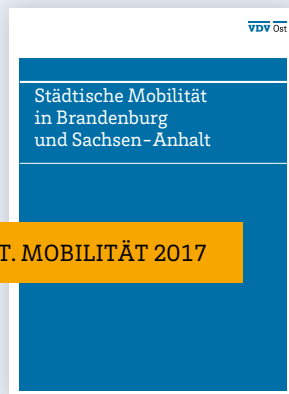 VDV Ost
Städtische Mobilität
in Brandenburg
und Sachsen-Anhalt
T. MOBILITÄT 2017